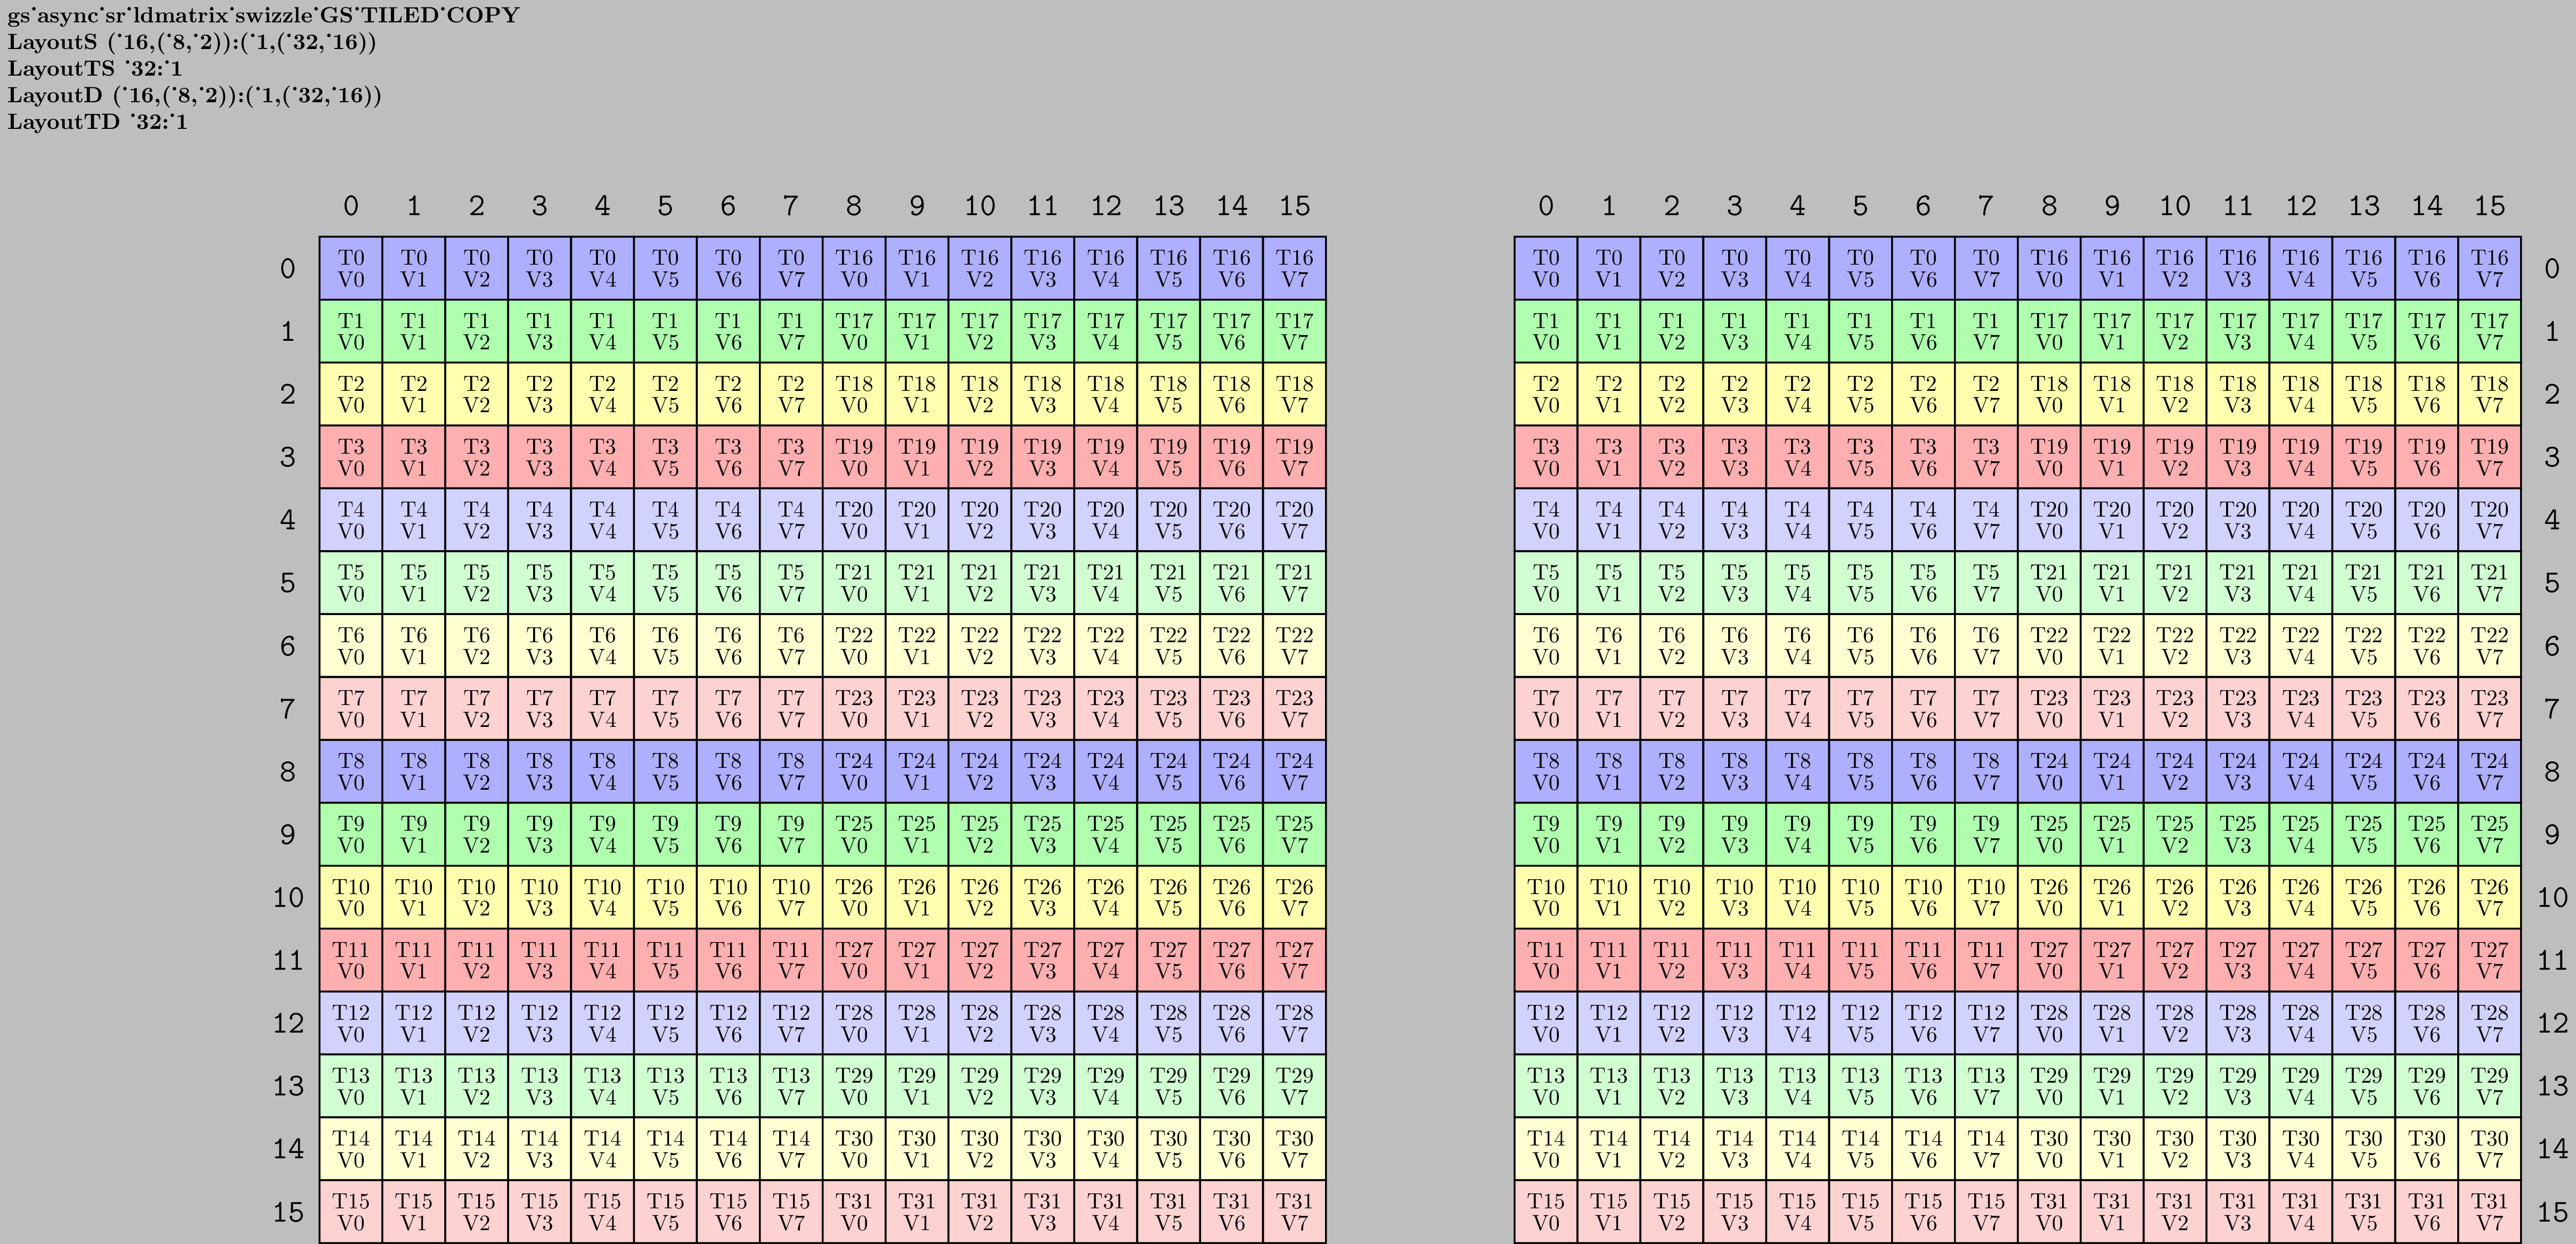 gs˙async˙sr˙ldmatrix˙swizzle˙GS˙TILED˙COPY
LayoutS (˙16,(˙8,˙2)):(˙1,(˙32,˙16))
LayoutTS ˙32:˙1
LayoutD (˙16,(˙8,˙2)):(˙1,(˙32,˙16))
LayoutTD ˙32:˙1
0 1 2 3 4 5 6 7 8 9 10 11 12 13 14 15 0 1 2 3 4 5 6 7 8 9 10 11 12 13 14 15
0 T0 T0 T0 T0 T0 T0 T0 T0 T16 T16 T16 T16 T16 T16 T16 T16 T0 T0 T0 T0 T0 T0 T0 T0 T16 T16 T16 T16 T16 T16 T16 T16 0
V0 V1 V2 V3 V4 V5 V6 V7 V0 V1 V2 V3 V4 V5 V6 V7 V0 V1 V2 V3 V4 V5 V6 V7 V0 V1 V2 V3 V4 V5 V6 V7
1 T1 T1 T1 T1 T1 T1 T1 T1 T17 T17 T17 T17 T17 T17 T17 T17 T1 T1 T1 T1 T1 T1 T1 T1 T17 T17 T17 T17 T17 T17 T17 T17 1
V0 V1 V2 V3 V4 V5 V6 V7 V0 V1 V2 V3 V4 V5 V6 V7 V0 V1 V2 V3 V4 V5 V6 V7 V0 V1 V2 V3 V4 V5 V6 V7
2 T2 T2 T2 T2 T2 T2 T2 T2 T18 T18 T18 T18 T18 T18 T18 T18 T2 T2 T2 T2 T2 T2 T2 T2 T18 T18 T18 T18 T18 T18 T18 T18 2
V0 V1 V2 V3 V4 V5 V6 V7 V0 V1 V2 V3 V4 V5 V6 V7 V0 V1 V2 V3 V4 V5 V6 V7 V0 V1 V2 V3 V4 V5 V6 V7
3 T3 T3 T3 T3 T3 T3 T3 T3 T19 T19 T19 T19 T19 T19 T19 T19 T3 T3 T3 T3 T3 T3 T3 T3 T19 T19 T19 T19 T19 T19 T19 T19 3
V0 V1 V2 V3 V4 V5 V6 V7 V0 V1 V2 V3 V4 V5 V6 V7 V0 V1 V2 V3 V4 V5 V6 V7 V0 V1 V2 V3 V4 V5 V6 V7
4 T4 T4 T4 T4 T4 T4 T4 T4 T20 T20 T20 T20 T20 T20 T20 T20 T4 T4 T4 T4 T4 T4 T4 T4 T20 T20 T20 T20 T20 T20 T20 T20 4
V0 V1 V2 V3 V4 V5 V6 V7 V0 V1 V2 V3 V4 V5 V6 V7 V0 V1 V2 V3 V4 V5 V6 V7 V0 V1 V2 V3 V4 V5 V6 V7
5 T5 T5 T5 T5 T5 T5 T5 T5 T21 T21 T21 T21 T21 T21 T21 T21 T5 T5 T5 T5 T5 T5 T5 T5 T21 T21 T21 T21 T21 T21 T21 T21 5
V0 V1 V2 V3 V4 V5 V6 V7 V0 V1 V2 V3 V4 V5 V6 V7 V0 V1 V2 V3 V4 V5 V6 V7 V0 V1 V2 V3 V4 V5 V6 V7
6 T6 T6 T6 T6 T6 T6 T6 T6 T22 T22 T22 T22 T22 T22 T22 T22 T6 T6 T6 T6 T6 T6 T6 T6 T22 T22 T22 T22 T22 T22 T22 T22 6
V0 V1 V2 V3 V4 V5 V6 V7 V0 V1 V2 V3 V4 V5 V6 V7 V0 V1 V2 V3 V4 V5 V6 V7 V0 V1 V2 V3 V4 V5 V6 V7
7 T7 T7 T7 T7 T7 T7 T7 T7 T23 T23 T23 T23 T23 T23 T23 T23 T7 T7 T7 T7 T7 T7 T7 T7 T23 T23 T23 T23 T23 T23 T23 T23 7
V0 V1 V2 V3 V4 V5 V6 V7 V0 V1 V2 V3 V4 V5 V6 V7 V0 V1 V2 V3 V4 V5 V6 V7 V0 V1 V2 V3 V4 V5 V6 V7
8 T8 T8 T8 T8 T8 T8 T8 T8 T24 T24 T24 T24 T24 T24 T24 T24 T8 T8 T8 T8 T8 T8 T8 T8 T24 T24 T24 T24 T24 T24 T24 T24 8
V0 V1 V2 V3 V4 V5 V6 V7 V0 V1 V2 V3 V4 V5 V6 V7 V0 V1 V2 V3 V4 V5 V6 V7 V0 V1 V2 V3 V4 V5 V6 V7
9 T9 T9 T9 T9 T9 T9 T9 T9 T25 T25 T25 T25 T25 T25 T25 T25 T9 T9 T9 T9 T9 T9 T9 T9 T25 T25 T25 T25 T25 T25 T25 T25 9
V0 V1 V2 V3 V4 V5 V6 V7 V0 V1 V2 V3 V4 V5 V6 V7 V0 V1 V2 V3 V4 V5 V6 V7 V0 V1 V2 V3 V4 V5 V6 V7
10 T10 T10 T10 T10 T10 T10 T10 T10 T26 T26 T26 T26 T26 T26 T26 T26 T10 T10 T10 T10 T10 T10 T10 T10 T26 T26 T26 T26 T26 T26 T26 T26 10
V0 V1 V2 V3 V4 V5 V6 V7 V0 V1 V2 V3 V4 V5 V6 V7 V0 V1 V2 V3 V4 V5 V6 V7 V0 V1 V2 V3 V4 V5 V6 V7
11 T11 T11 T11 T11 T11 T11 T11 T11 T27 T27 T27 T27 T27 T27 T27 T27 T11 T11 T11 T11 T11 T11 T11 T11 T27 T27 T27 T27 T27 T27 T27 T27 11
V0 V1 V2 V3 V4 V5 V6 V7 V0 V1 V2 V3 V4 V5 V6 V7 V0 V1 V2 V3 V4 V5 V6 V7 V0 V1 V2 V3 V4 V5 V6 V7
12 T12 T12 T12 T12 T12 T12 T12 T12 T28 T28 T28 T28 T28 T28 T28 T28 T12 T12 T12 T12 T12 T12 T12 T12 T28 T28 T28 T28 T28 T28 T28 T28 12
V0 V1 V2 V3 V4 V5 V6 V7 V0 V1 V2 V3 V4 V5 V6 V7 V0 V1 V2 V3 V4 V5 V6 V7 V0 V1 V2 V3 V4 V5 V6 V7
13 T13 T13 T13 T13 T13 T13 T13 T13 T29 T29 T29 T29 T29 T29 T29 T29 T13 T13 T13 T13 T13 T13 T13 T13 T29 T29 T29 T29 T29 T29 T29 T29 13
V0 V1 V2 V3 V4 V5 V6 V7 V0 V1 V2 V3 V4 V5 V6 V7 V0 V1 V2 V3 V4 V5 V6 V7 V0 V1 V2 V3 V4 V5 V6 V7
14 T14 T14 T14 T14 T14 T14 T14 T14 T30 T30 T30 T30 T30 T30 T30 T30 T14 T14 T14 T14 T14 T14 T14 T14 T30 T30 T30 T30 T30 T30 T30 T30 14
V0 V1 V2 V3 V4 V5 V6 V7 V0 V1 V2 V3 V4 V5 V6 V7 V0 V1 V2 V3 V4 V5 V6 V7 V0 V1 V2 V3 V4 V5 V6 V7
15 T15 T15 T15 T15 T15 T15 T15 T15 T31 T31 T31 T31 T31 T31 T31 T31 T15 T15 T15 T15 T15 T15 T15 T15 T31 T31 T31 T31 T31 T31 T31 T31 15
V0 V1 V2 V3 V4 V5 V6 V7 V0 V1 V2 V3 V4 V5 V6 V7 V0 V1 V2 V3 V4 V5 V6 V7 V0 V1 V2 V3 V4 V5 V6 V7